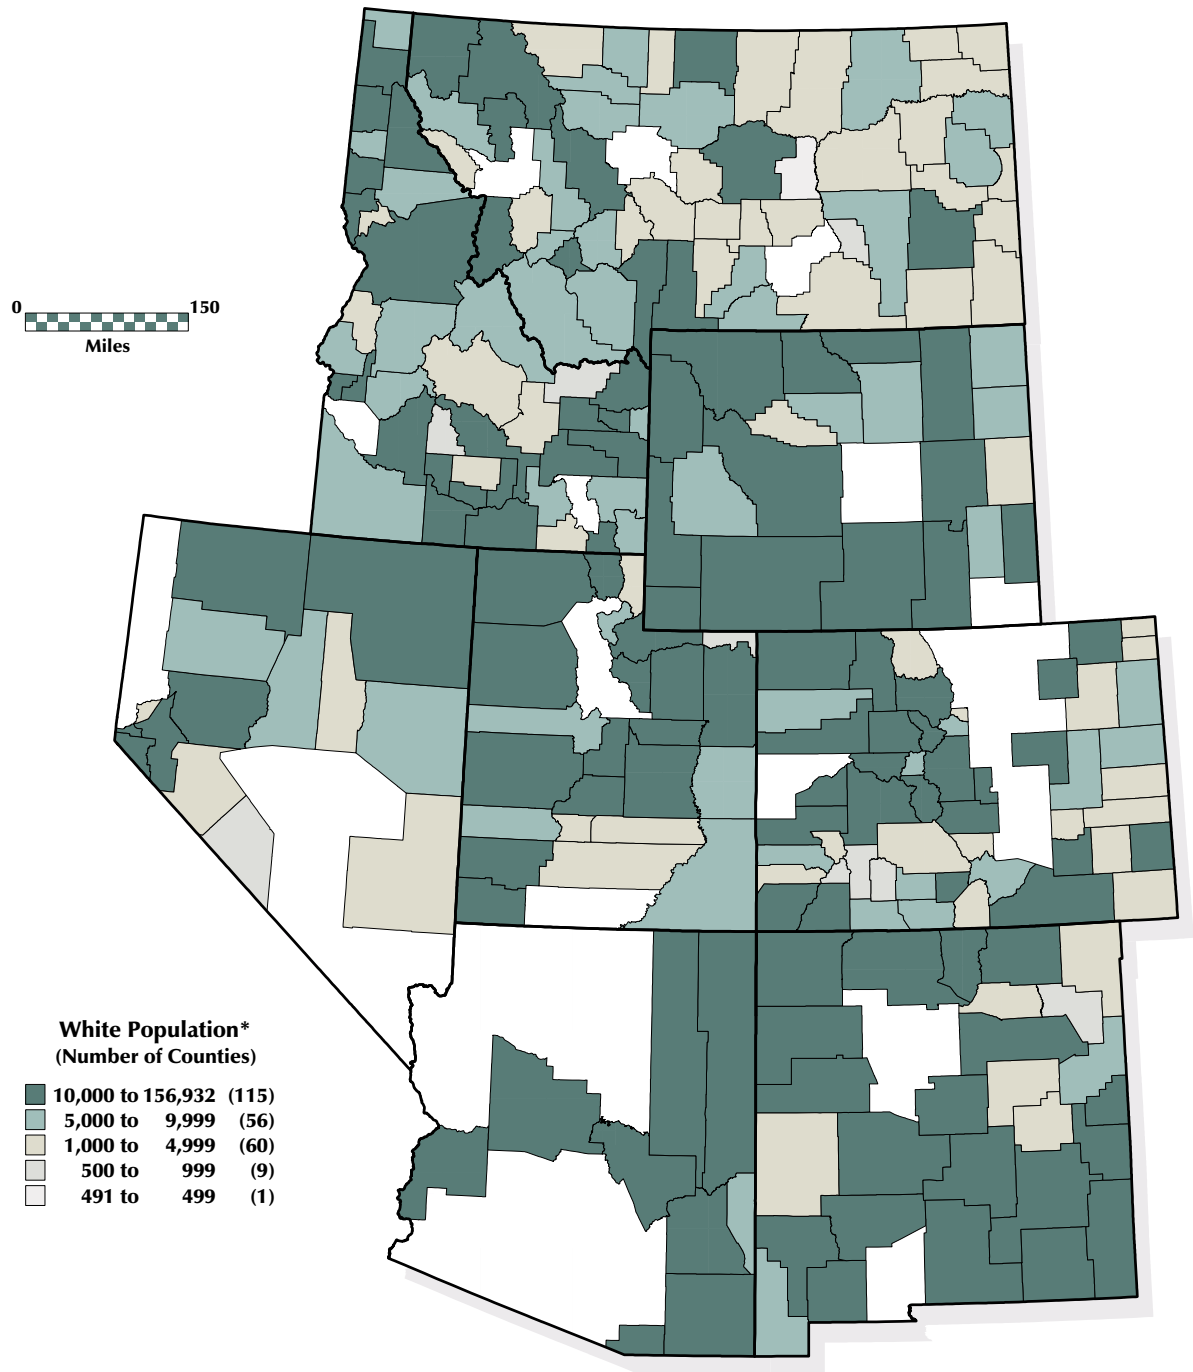 0 150
Miles
White Population*
(Number of Counties)
10,000 to 156,932 (115)
5,000 to 9,999 (56)
1,000 to 4,999 (60)
500 to 999 (9)
491 to 499 (1)